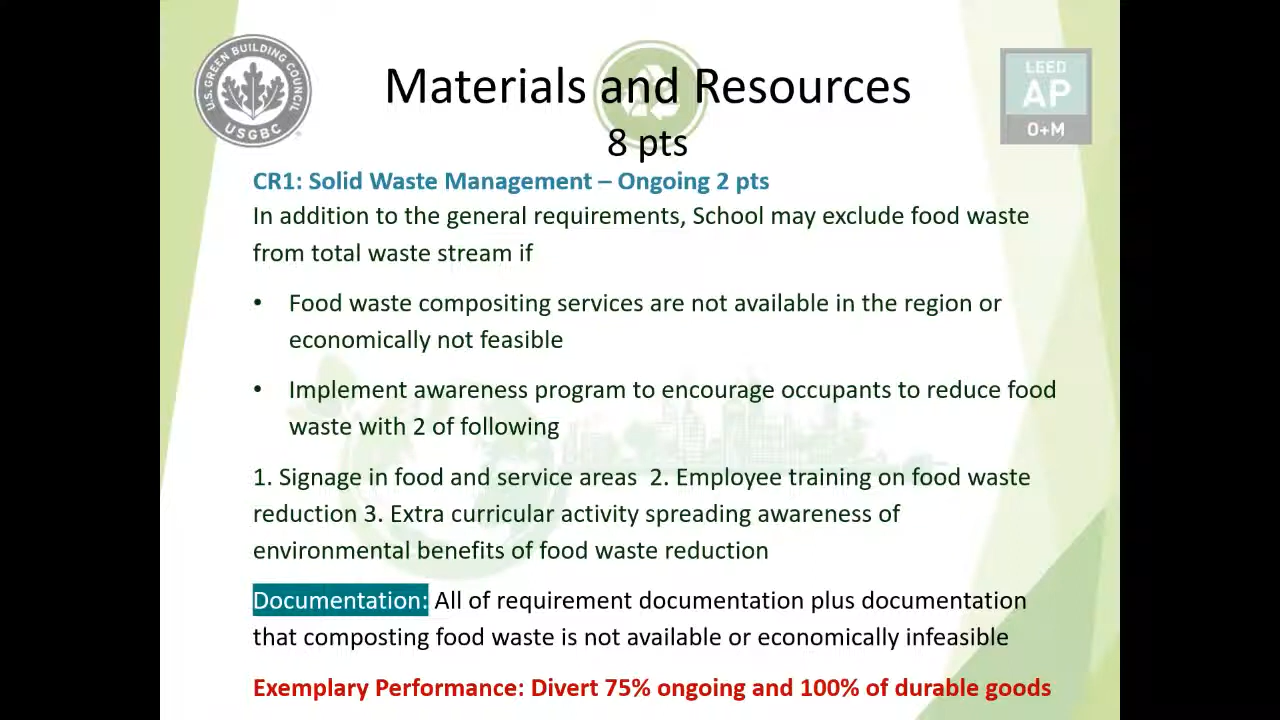 U.S. GREEN BUILDING COUNCIL
USGBC
Materials and Resources
8 pts
LEED
AP
O+M
CR1: Solid Waste Management – Ongoing 2 pts
In addition to the general requirements, School may exclude food waste
from total waste stream if
• Food waste compositing services are not available in the region or
economically not feasible
• Implement awareness program to encourage occupants to reduce food
waste with 2 of following
1. Signage in food and service areas 2. Employee training on food waste
reduction 3. Extra curricular activity spreading awareness of
environmental benefits of food waste reduction
Documentation: All of requirement documentation plus documentation
that composting food waste is not available or economically infeasible
Exemplary Performance: Divert 75% ongoing and 100% of durable goods